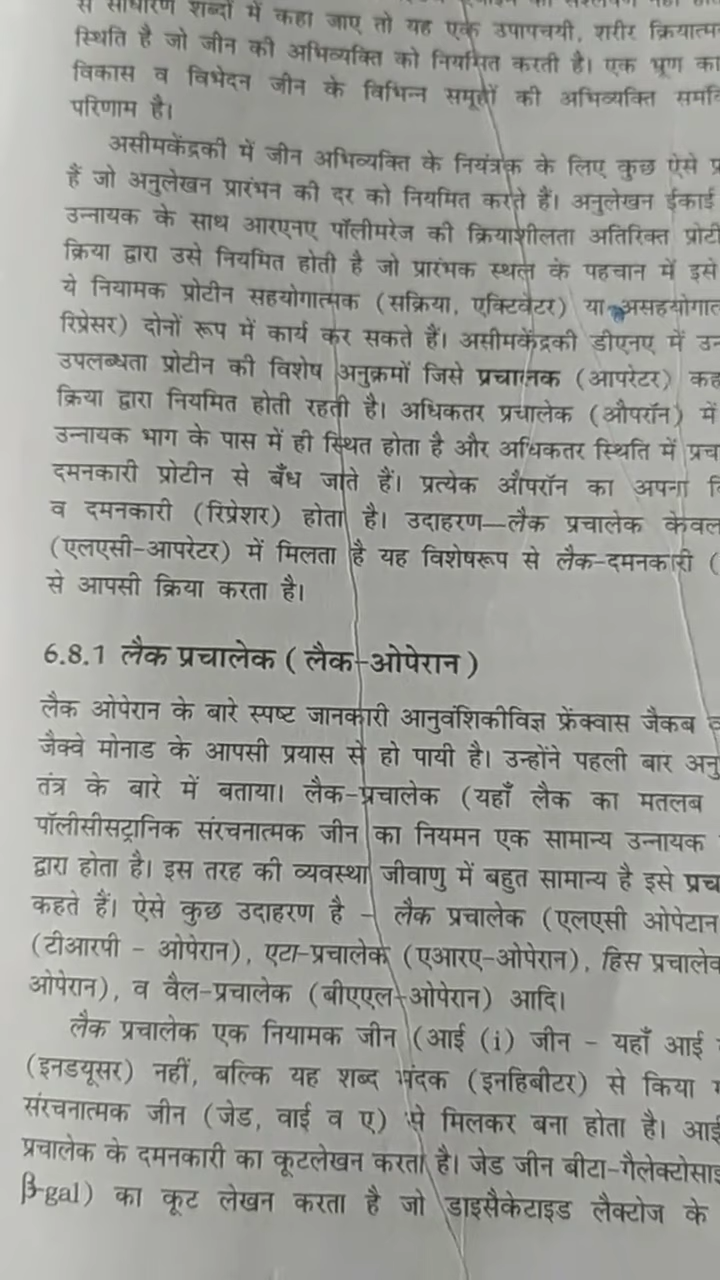 से साधारण शब्दों में कहा जाए तो यह एक उपापचयी, शरीर क्रियात्म
स्थिति है जो जीन की अभिव्यक्ति को नियमित करती है। एक भ्रूण का
विकास व विभेदन जीन के विभिन्न समूहों की अभिव्यक्ति
परिणाम है।
असीमकेंद्रकी में जीन अभिव्यक्ति के नियंत्रक के लिए कुछ ऐसे
हैं जो अनुलेखन प्रारंभन की दर को नियमित करते हैं। अनुलेखन ईकाई
उन्नायक के साथ आरएनए पॉलीमरेज की क्रियाशीलता अतिरिक्त प्रोटी
क्रिया द्वारा उसे नियमित होती है जो प्रारंभक स्थल के पहचान में इसे
ये नियामक प्रोटीन सहयोगात्मक (सक्रिया, एक्टिवेटर) या असहयोगात
रिप्रेसर) दोनों रूप में कार्य कर सकते हैं। असीमकेंद्रकी डीएनए में उन
उपलब्धता प्रोटीन की विशेष अनुक्रमों जिसे प्रचालक (आपरेटर) कह
क्रिया द्वारा नियमित होती रहती है। अधिकतर प्रचालेक (औपरॉन) में
उन्नायक भाग के पास में ही स्थित होता है और अधिकतर स्थिति में प्रच
दमनकारी प्रोटीन से बँध जाते हैं। प्रत्येक औपरॉन का अपना वि
व दमनकारी (रिप्रेशर) होता है। उदाहरण—लैक प्रचालेक केवल
(एलएसी-आपरेटर) में मिलता है यह विशेषरूप से लैक-दमनकारी (
से आपसी क्रिया करता है।
6.8.1 लैक प्रचालेक ( लैक-ओपेरान )
लैक ओपेरान के बारे स्पष्ट जानकारी आनुवंशिकीविज्ञ फ्रेंक्वास जैकब व
जैक्वे मोनाड के आपसी प्रयास से हो पायी है। उन्होंने पहली बार अनु
तंत्र के बारे में बताया। लैक-प्रचालेक (यहाँ लैक का मतलब
पॉलीसीसट्रानिक संरचनात्मक जीन का नियमन एक सामान्य उन्नायक
द्वारा होता है। इस तरह की व्यवस्था जीवाणु में बहुत सामान्य है इसे प्रच
कहते हैं। ऐसे कुछ उदाहरण है – लैक प्रचालेक (एलएसी ओपेटान
(टीआरपी – ओपेरान), एटा-प्रचालेक (एआरए-ओपेरान), हिस प्रचालेक
ओपेरान), व वैल-प्रचालेक (बीएएल-ओपेरान) आदि।
लैक प्रचालेक एक नियामक जीन (आई (i) जीन – यहाँ आई
(इनडयूसर) नहीं, बल्कि यह शब्द मंदक (इनहिबीटर) से किया
संरचनात्मक जीन (जेड, वाई व ए) से मिलकर बना होता है। आई
प्रचालेक के दमनकारी का कूटलेखन करता है। जेड जीन बीटा-गैलेक्टोसाइ
β-gal) का कूट लेखन करता है जो डाइसैकेटाइड लैक्टोज के